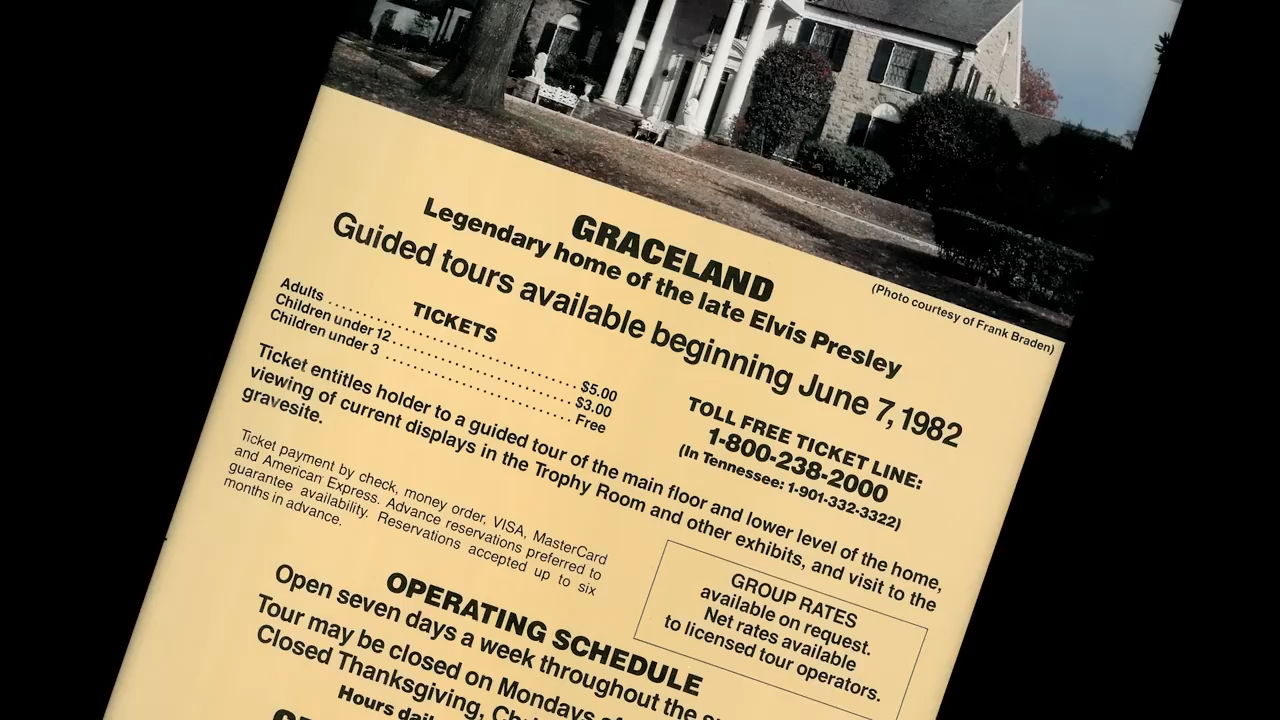 (Photo courtesy of Frank Braden)
GRACELAND
Legendary home of the late Elvis Presley
Guided tours available beginning June 7, 1982
TICKETS
Adults .................................. $5.00
Children under 12 .......................... $3.00
Children under 3 ........................... Free
TOLL FREE TICKET LINE:
1-800-238-2000
(In Tennessee: 1-901-332-3322)
Ticket entitles holder to a guided tour of the main floor and lower level of the home,
viewing of current displays in the Trophy Room and other exhibits, and visit to the
gravesite.
Ticket payment by check, money order, VISA, MasterCard
and American Express. Advance reservations preferred to
guarantee availability. Reservations accepted up to six
months in advance.
GROUP RATES
available on request.
Net rates available
to licensed tour operators.
OPERATING SCHEDULE
Open seven days a week throughout the
Tour may be closed on Mondays
Closed Thanksgiving,
Hours